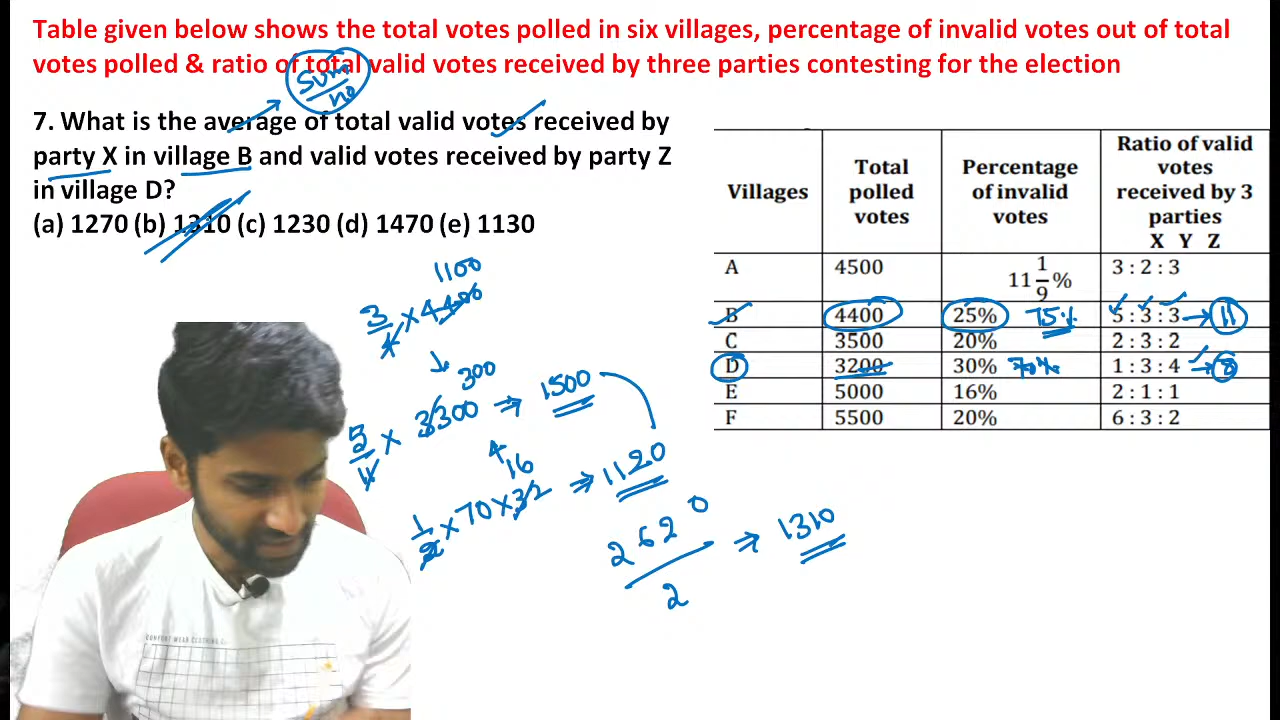 Table given below shows the total votes polled in six villages, percentage of invalid votes out of total
votes polled & ratio of total valid votes received by three parties contesting for the election
Sum
no
7. What is the average of total valid votes received by
party X in village B and valid votes received by party Z
in village D?
(a) 1270 (b) 1310 (c) 1230 (d) 1470 (e) 1130
Villages
Total
polled
votes
Percentage
of invalid
votes
Ratio of valid
votes
received by 3
parties
X Y Z
A 4500 11 1/9 % 3 : 2 : 3
B 4400 25% 75% 5 : 3 : 3 → 11
C 3500 20% 2 : 3 : 2
D 3200 30% 70% 1 : 3 : 4 → 8
E 5000 16% 2 : 1 : 1
F 5500 20% 6 : 3 : 2
1100
3/4 × 4400
300
5/11 × 3300 ⇒ 1500
16
1/2 × 70 × 32 ⇒ 1120
2620/2 ⇒ 1310